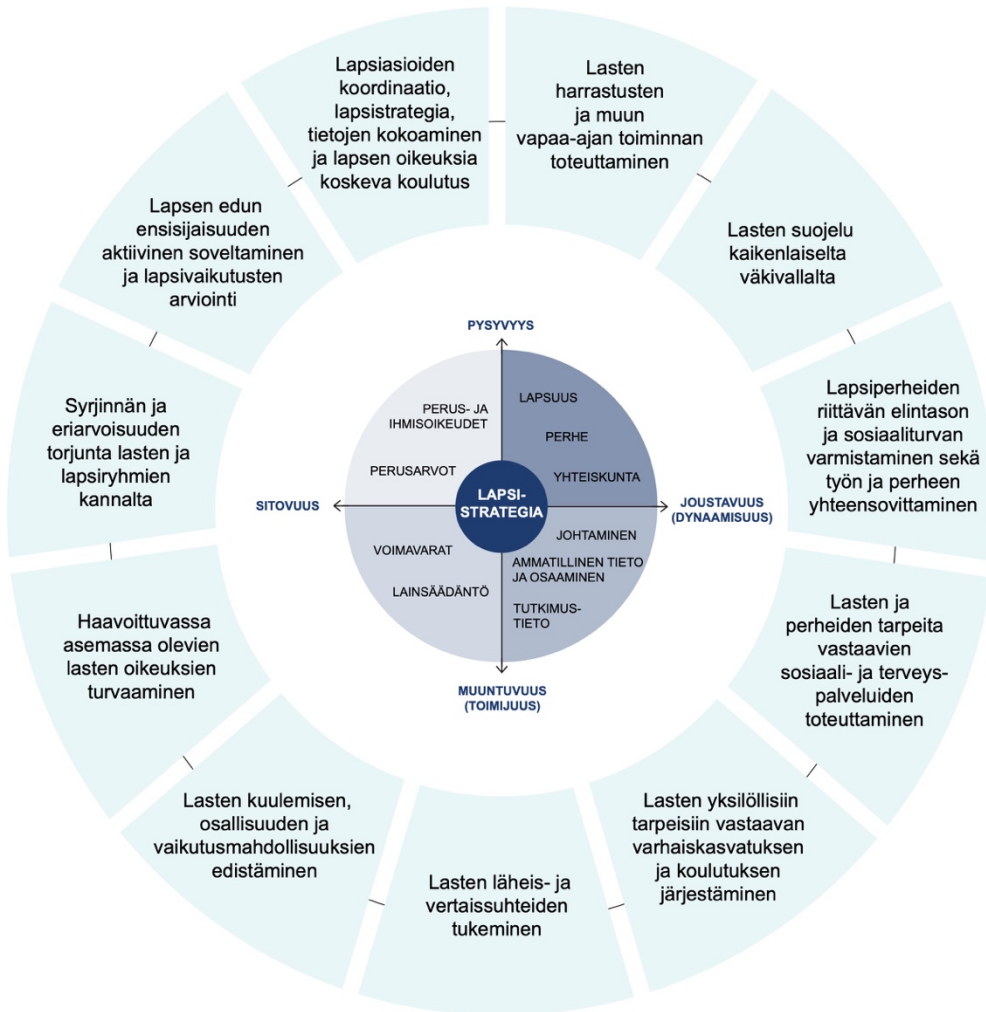 Lapsiasioiden
koordinaatio,
lapsistrategia,
tietojen kokoaminen
ja lapsen oikeuksia
koskeva koulutus
Lasten
harrastusten
ja muun
vapaa-ajan toiminnan
toteuttaminen
Lasten suojelu
kaikenlaiselta
väkivallalta
Lapsiperheiden
riittävän elintason
ja sosiaaliturvan
varmistaminen sekä
työn ja perheen
yhteensovittaminen
Lasten ja
perheiden tarpeita
vastaavien
sosiaali- ja terveys-
palveluiden
toteuttaminen
Lasten yksilöllisiin
tarpeisiin vastaavan
varhaiskasvatuksen
ja koulutuksen
järjestäminen
Lasten läheis- ja
vertaissuhteiden
tukeminen
Lasten kuulemisen,
osallisuuden ja
vaikutusmahdollisuuksien
edistäminen
Haavoittuvassa
asemassa olevien
lasten oikeuksien
turvaaminen
Syrjinnän ja
eriarvoisuuden
torjunta lasten ja
lapsiryhmien
kannalta
Lapsen edun
ensisijaisuuden
aktiivinen soveltaminen
ja lapsivaikutusten
arviointi
PYSYVYYS
PERUS- JA
IHMISOIKEUDET
PERUSARVOT
LAPSUUS
PERHE
YHTEISKUNTA
SITOVUUS
LAPSI-
STRATEGIA
JOUSTAVUUS
(DYNAAMISUUS)
VOIMAVARAT
LAINSÄÄDÄNTÖ
JOHTAMINEN
AMMATILLINEN TIETO
JA OSAAMINEN
TUTKIMUS-
TIETO
MUUNTUVUUS
(TOIMIJUUS)